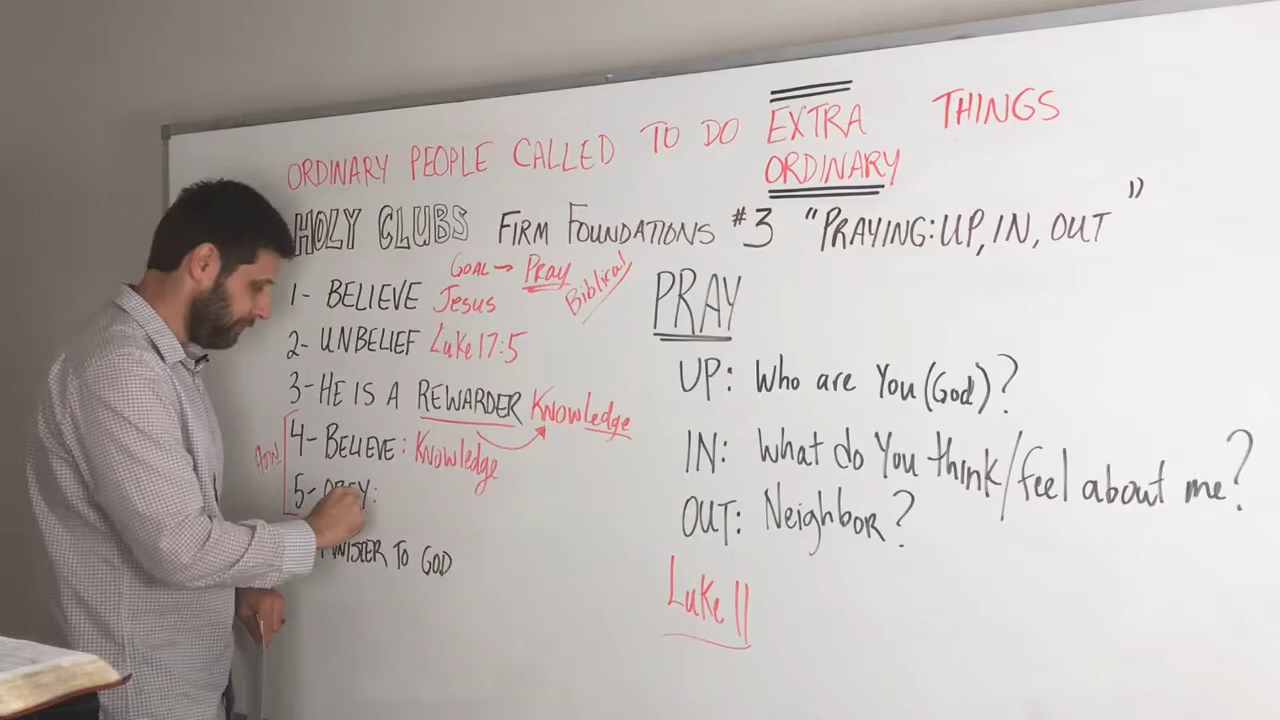 ORDINARY PEOPLE CALLED TO DO EXTRA ORDINARY THINGS
HOLY CLUBS FIRM FOUNDATIONS #3 "PRAYING: UP, IN, OUT"
GOAL → Pray
Biblical
1- BELIEVE Jesus
2- UNBELIEF Luke 17:5
3- HE IS A REWARDER Knowledge
4- BELIEVE: Knowledge
5- OBEY:
TO GOD
PRAY
UP: Who are You (God)?
IN: What do You think/feel about me?
OUT: Neighbor?
Luke 11